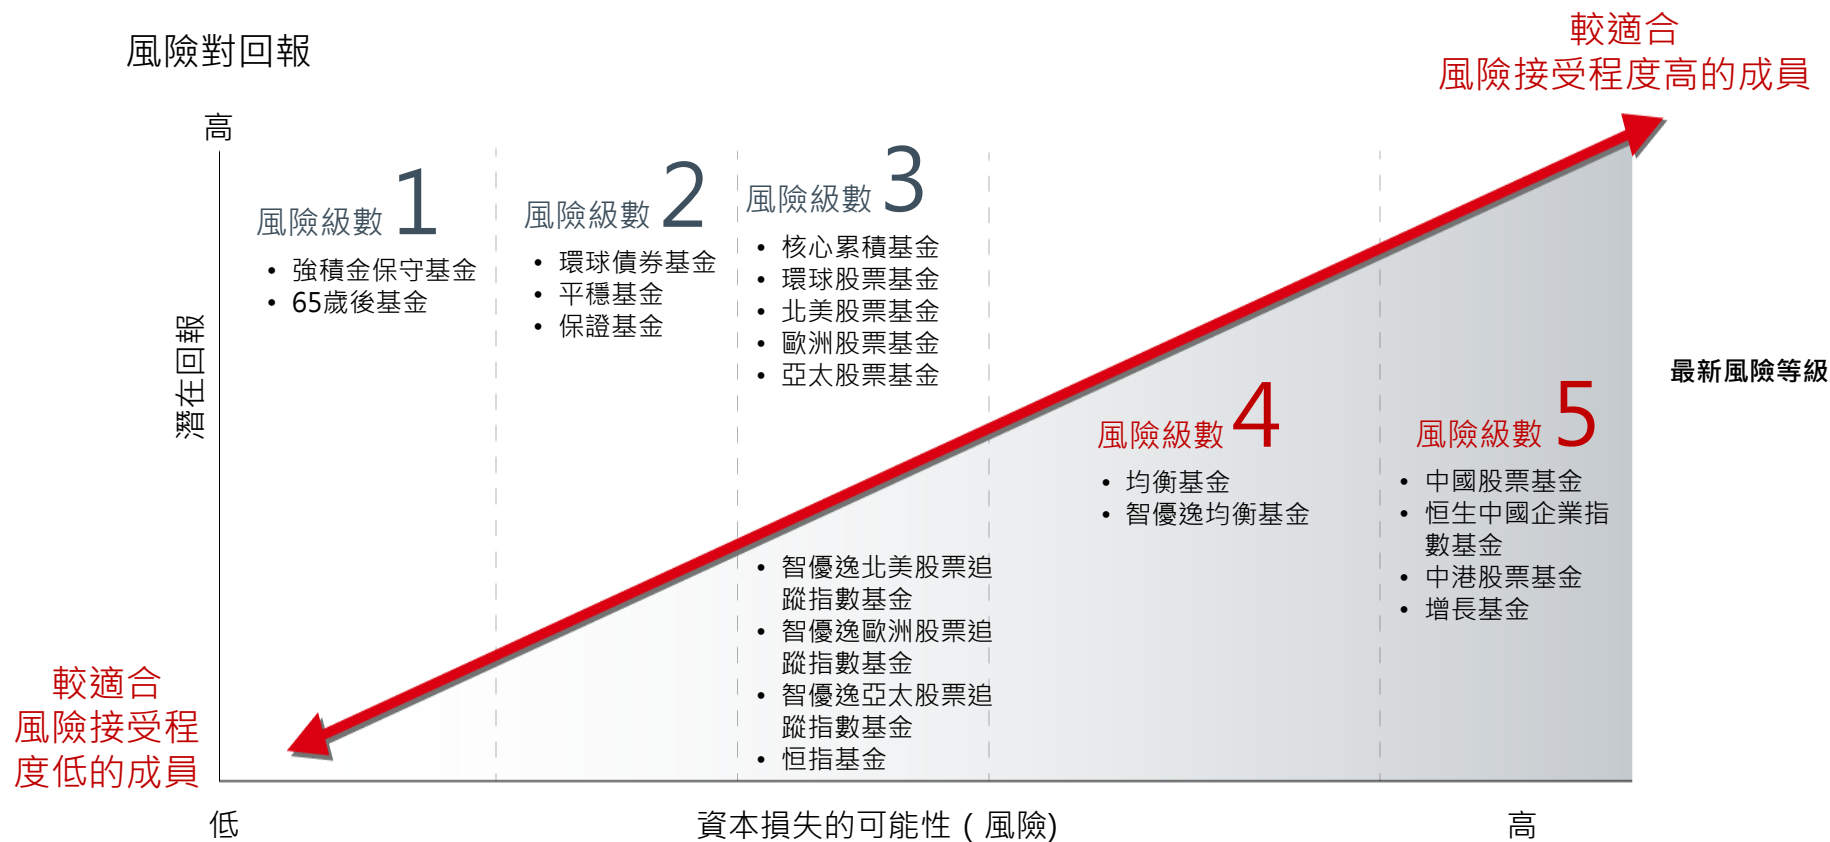 風險對回報
較適合
風險接受程度高的成員
高
潛在回報
風險級數 1
• 強積金保守基金
• 65歲後基金
風險級數 2
• 環球債券基金
• 平穩基金
• 保證基金
風險級數 3
• 核心累積基金
• 環球股票基金
• 北美股票基金
• 歐洲股票基金
• 亞太股票基金
• 智優逸北美股票追
蹤指數基金
• 智優逸歐洲股票追
蹤指數基金
• 智優逸亞太股票追
蹤指數基金
• 恒指基金
風險級數 4
• 均衡基金
• 智優逸均衡基金
風險級數 5
• 中國股票基金
• 恒生中國企業指
數基金
• 中港股票基金
• 增長基金
最新風險等級
較適合
風險接受程
度低的成員
低
資本損失的可能性 ( 風險)
高